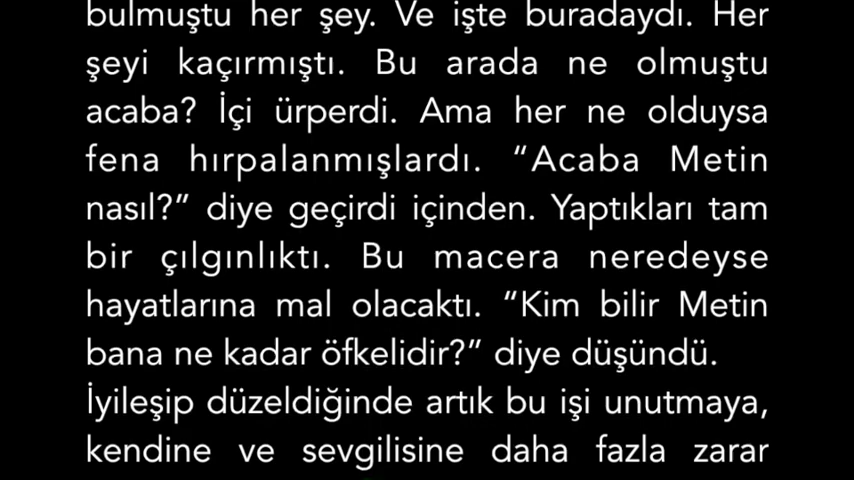 bulmuştu her şey. Ve işte buradaydı. Her
şeyi kaçırmıştı. Bu arada ne olmuştu
acaba? İçi ürperdi. Ama her ne olduysa
fena hırpalanmışlardı. “Acaba Metin
nasıl?” diye geçirdi içinden. Yaptıkları tam
bir çılgınlıktı. Bu macera neredeyse
hayatlarına mal olacaktı. “Kim bilir Metin
bana ne kadar öfkelidir?” diye düşündü.
İyileşip düzeldiğinde artık bu işi unutmaya,
kendine ve sevgilisine daha fazla zarar